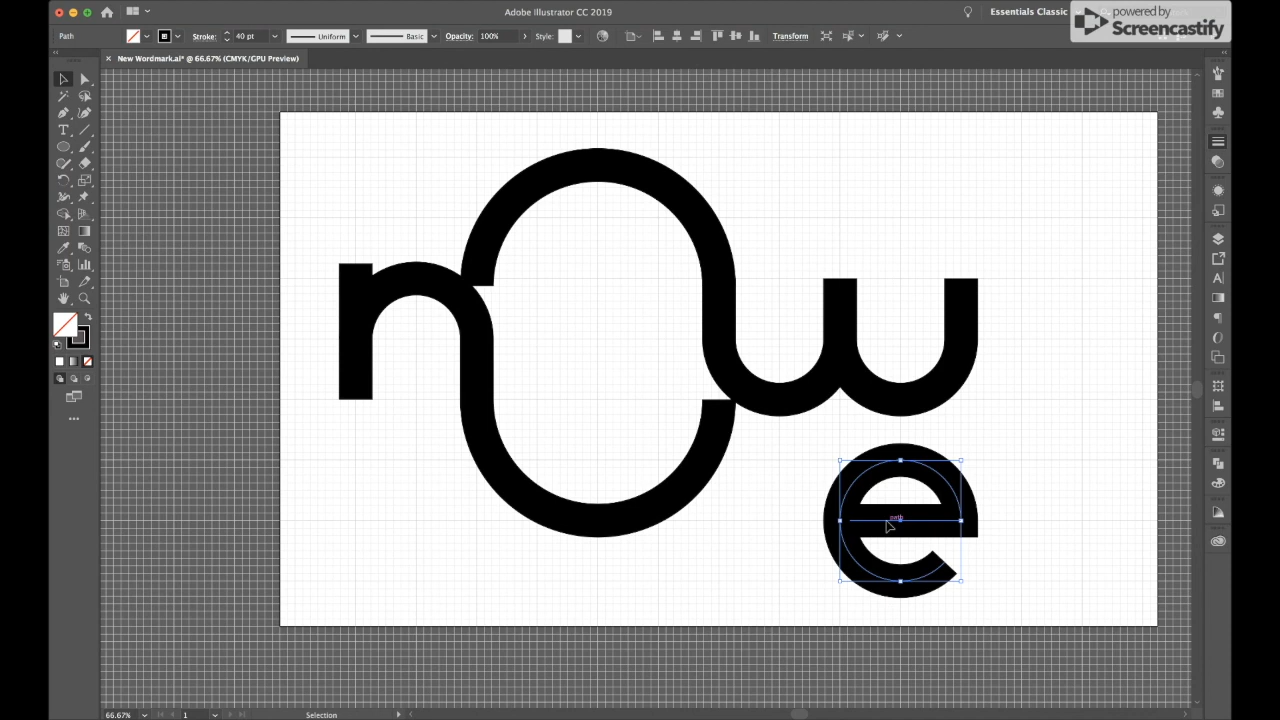 Adobe Illustrator CC 2019
Essentials Classic
powered by
Screencastify
Path
Stroke:
40 pt
Uniform
Basic
Opacity:
100%
Style:
Transform
New Wordmark.ai* @ 66.67% (CMYK/GPU Preview)
n
w
e
path
66.67%
1
Selection